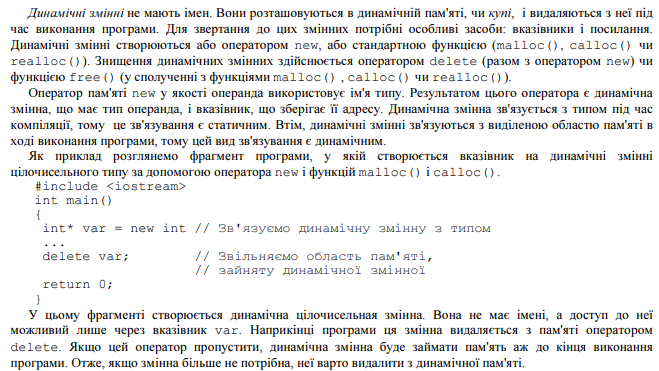 Динамічні змінні не мають імен. Вони розташовуються в динамічній пам'яті, чи купі, і видаляються з неї під
час виконання програми. Для звертання до цих змінних потрібні особливі засоби: вказівники і посилання.
Динамічні змінні створюються або оператором new, або стандартною функцією (malloc(), calloc() чи
realloc()). Знищення динамічних змінних здійснюється оператором delete (разом з оператором new) чи
функцією free() (у сполученні з функціями malloc() , calloc() чи realloc()).
Оператор пам'яті new у якості операнда використовує ім'я типу. Результатом цього оператора є динамічна
змінна, що має тип операнда, і вказівник, що зберігає її адресу. Динамічна змінна зв'язується з типом під час
компіляції, тому це зв'язування є статичним. Втім, динамічні змінні зв'язуються з виділеною областю пам'яті в
ході виконання програми, тому цей вид зв'язування є динамічним.
Як приклад розглянемо фрагмент програми, у якій створюється вказівник на динамічні змінні
цілочисельного типу за допомогою оператора new і функцій malloc() і calloc().
#include <iostream>
int main()
{
int* var = new int // Зв'язуємо динамічну змінну з типом
...
delete var; // Звільняємо область пам'яті,
// зайняту динамічної змінної
return 0;
}
У цьому фрагменті створюється динамічна цілочисельная змінна. Вона не має імені, а доступ до неї
можливий лише через вказівник var. Наприкінці програми ця змінна видаляється з пам'яті оператором
delete. Якщо цей оператор пропустити, динамічна змінна буде займати пам'ять аж до кінця виконання
програми. Отже, якщо змінна більше не потрібна, неї варто видалити з динамічної пам'яті.